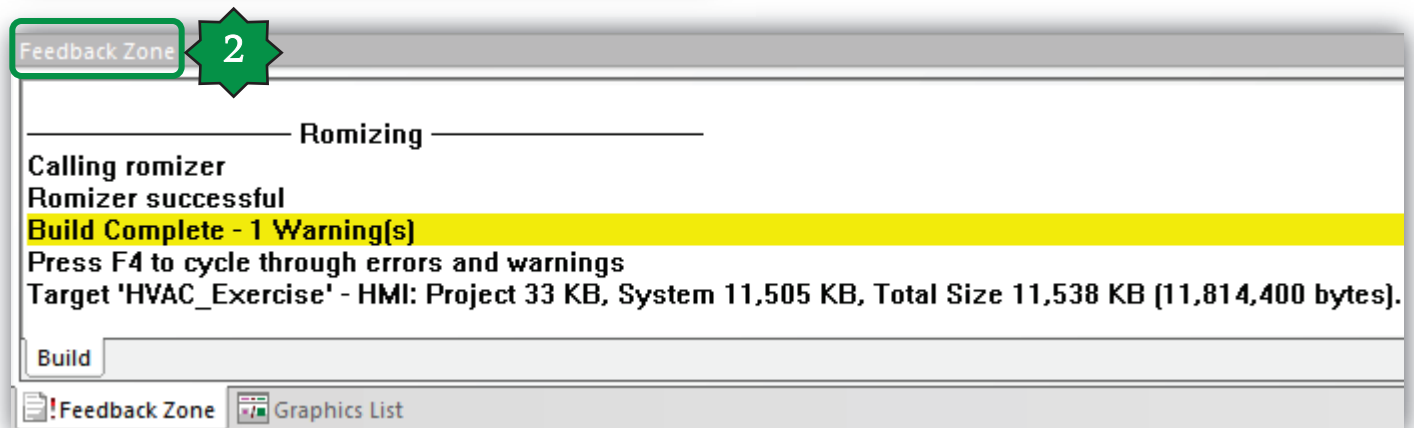 Feedback Zone
2
Romizing
Calling romizer
Romizer successful
Build Complete - 1 Warning(s)
Press F4 to cycle through errors and warnings
Target 'HVAC_Exercise' - HMI: Project 33 KB, System 11,505 KB, Total Size 11,538 KB (11,814,400 bytes).
Build
Feedback Zone Graphics List